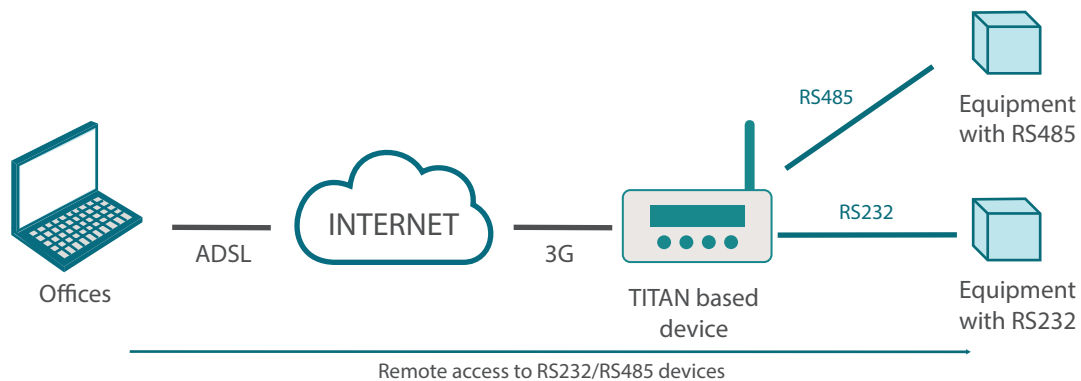 RS485
Equipment
with RS485
INTERNET
RS232
ADSL
3G
Offices
TITAN based
device
Equipment
with RS232
Remote access to RS232/RS485 devices